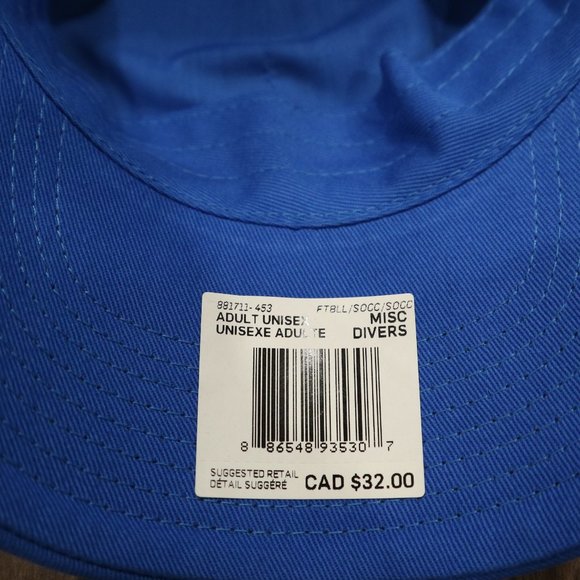 881711-453 FTBLL/SOCC/SOCC
ADULT UNISEX MISC
UNISEXE ADULTE DIVERS
8 86548 93530 7
SUGGESTED RETAIL
DÉTAIL SUGGÉRÉ CAD $32.00